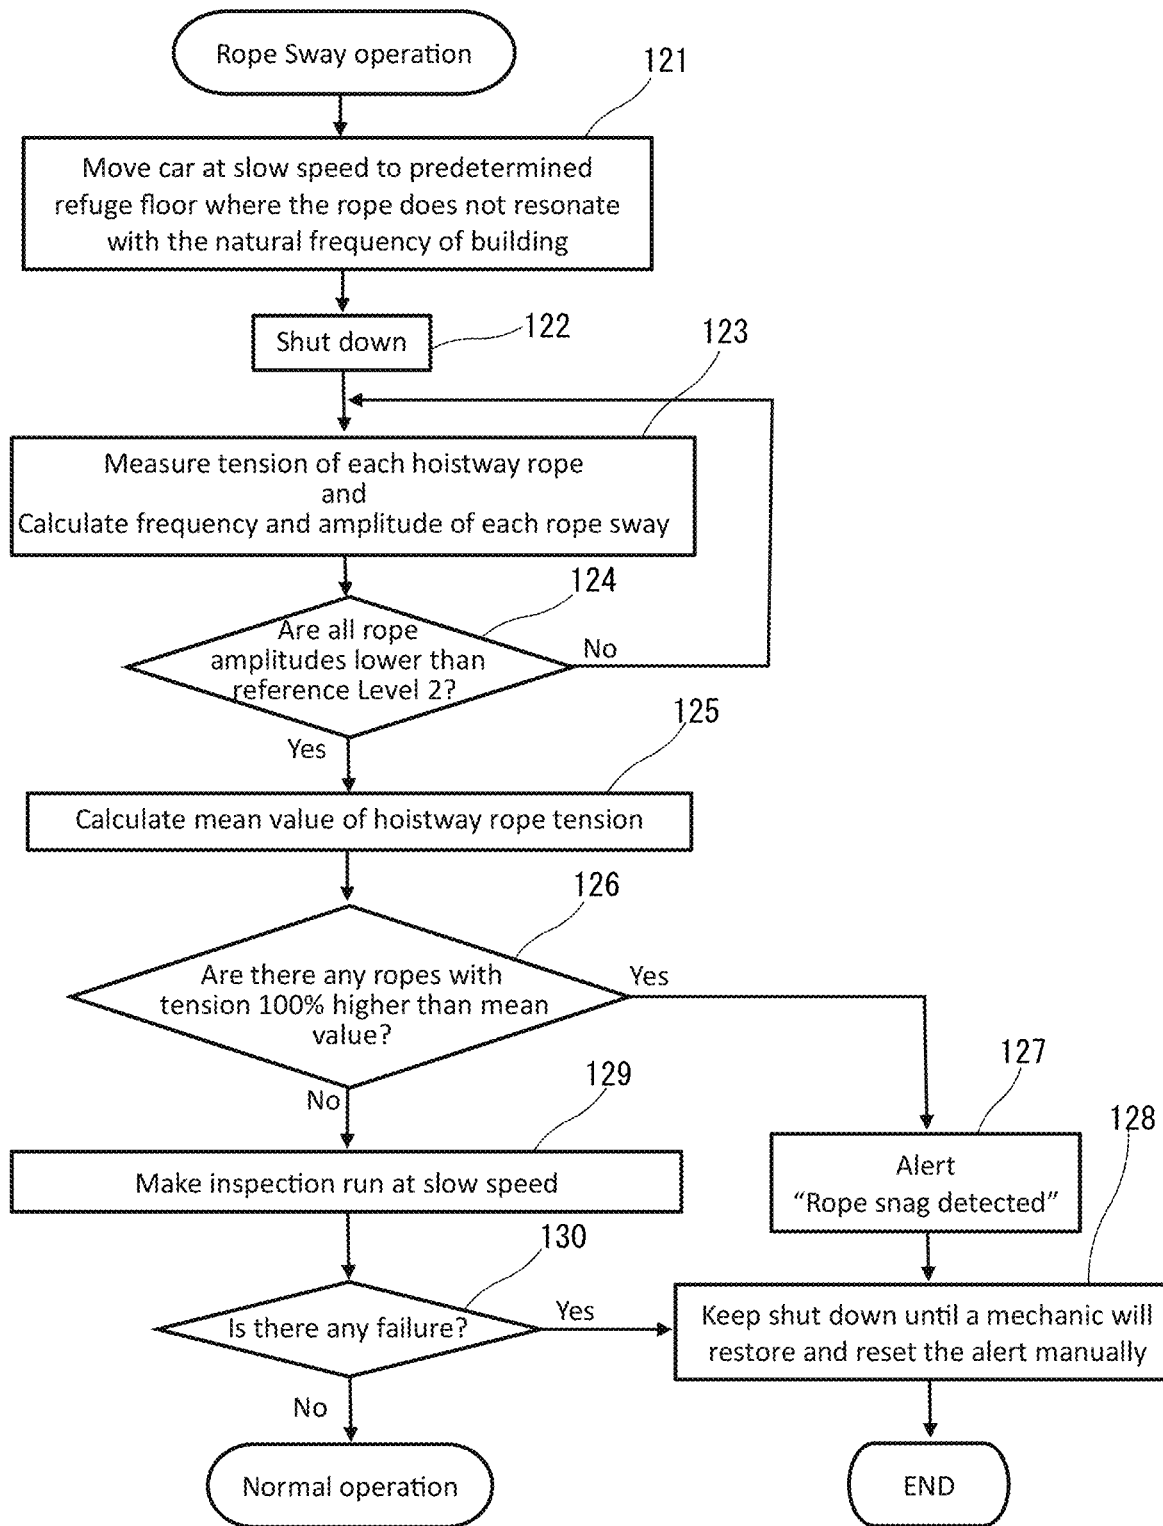 Rope Sway operation
121
Move car at slow speed to predetermined
refuge floor where the rope does not resonate
with the natural frequency of building
Shut down
122
123
Measure tension of each hoistway rope
and
Calculate frequency and amplitude of each rope sway
124
Are all rope
amplitudes lower than
reference Level 2?
No
Yes
125
Calculate mean value of hoistway rope tension
126
Are there any ropes with
tension 100% higher than mean
value?
Yes
No
127
Alert
“Rope snag detected”
129
Make inspection run at slow speed
128
130
Is there any failure?
Yes
Keep shut down until a mechanic will
restore and reset the alert manually
No
Normal operation
END